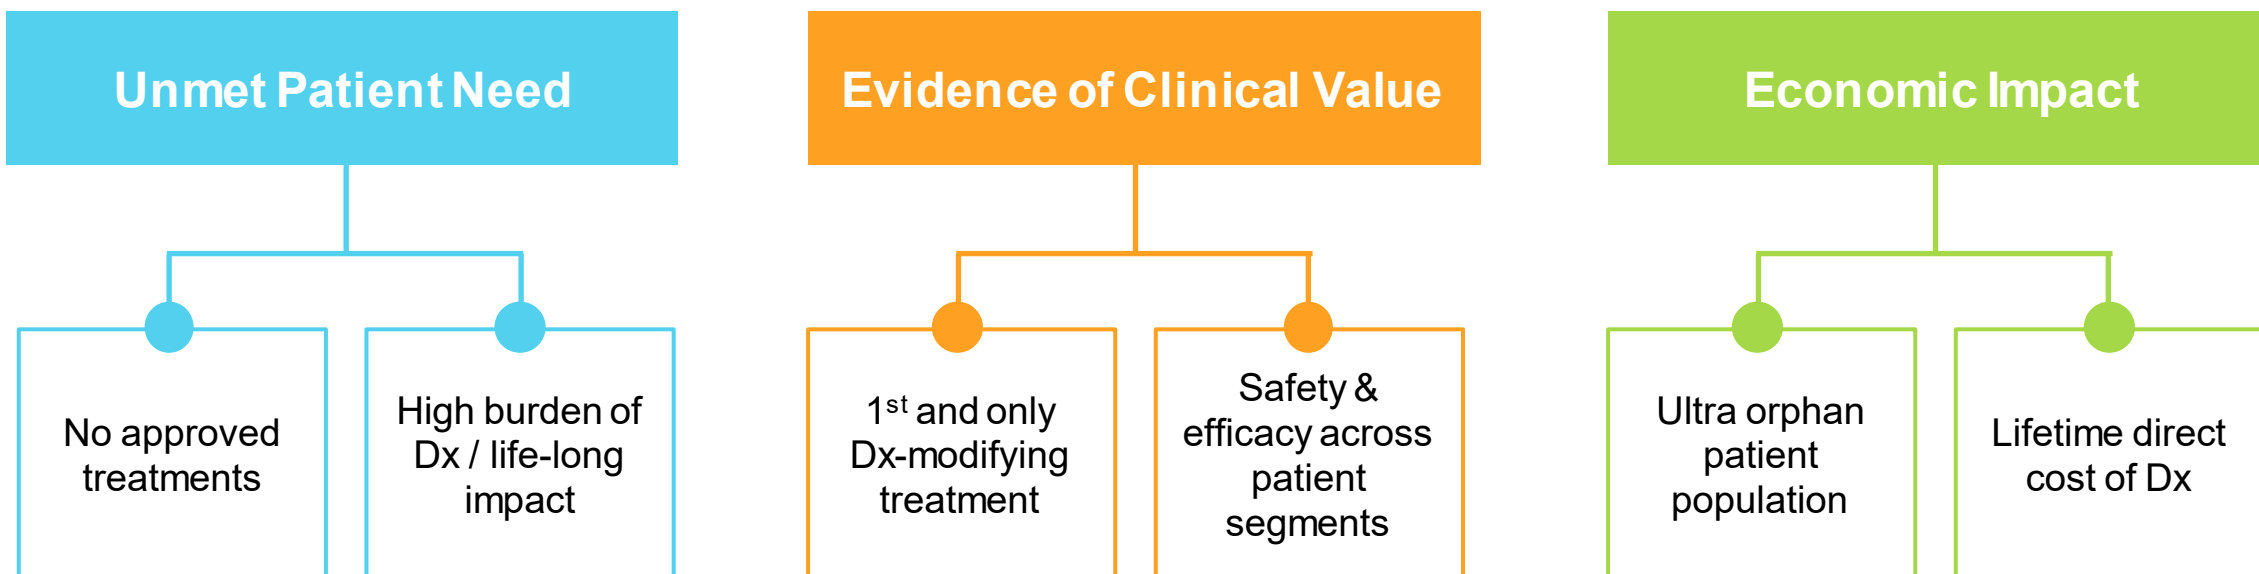 Unmet Patient Need
Evidence of Clinical Value
Economic Impact
No approved
treatments
High burden of
Dx / life-long
impact
1st and only
Dx-modifying
treatment
Safety &
efficacy across
patient
segments
Ultra orphan
patient
population
Lifetime direct
cost of Dx